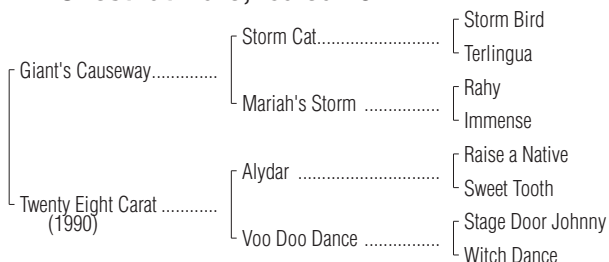 Storm Bird
Storm Cat..........................
Terlingua
Giant's Causeway..............
Rahy
Mariah's Storm ................
Immense
Raise a Native
Alydar ..............................
Sweet Tooth
Twenty Eight Carat ............
(1990)
Stage Door Johnny
Voo Doo Dance ................
Witch Dance